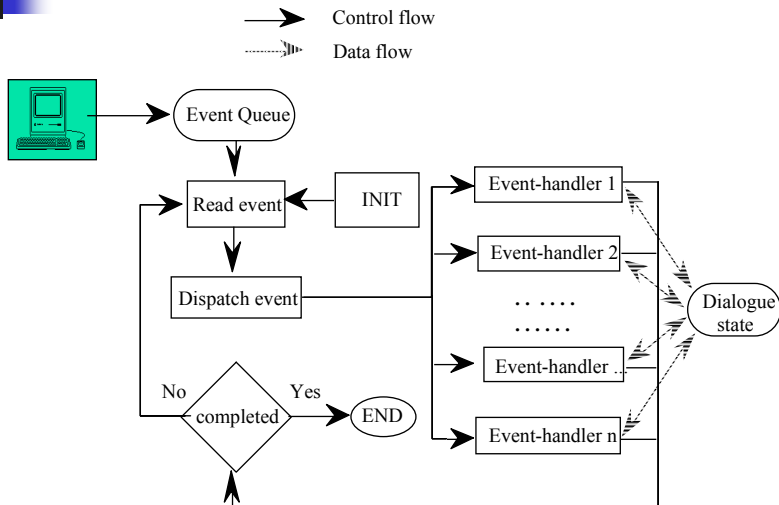 Control flow
Data flow
Event Queue
Read event
INIT
Dispatch event
Event-handler 1
Event-handler 2
.. ....
......
Event-handler ...
Event-handler n
Dialogue
state
No
Yes
completed
END